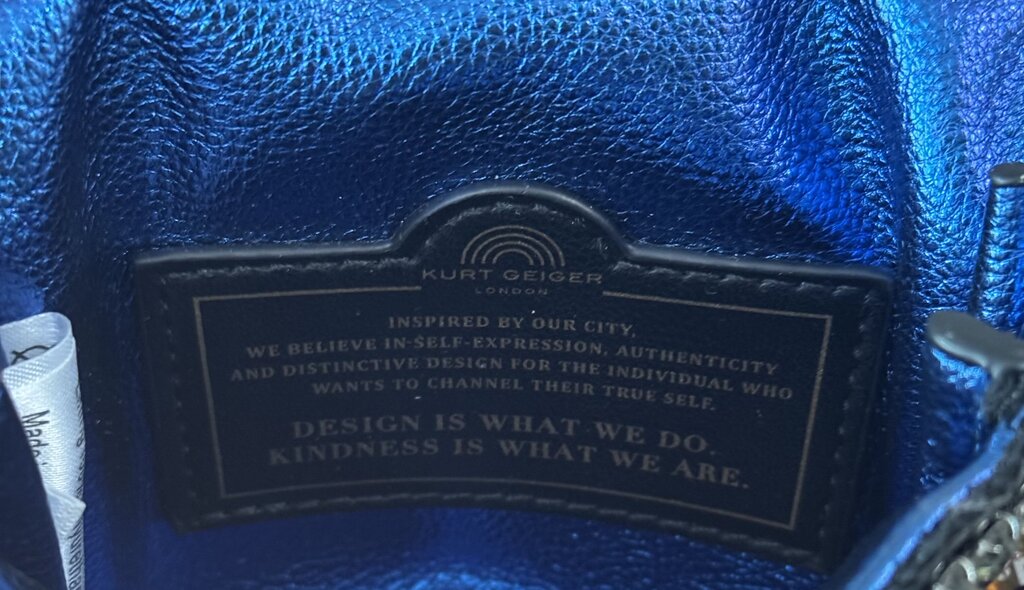 KURT GEIGER
LONDON
INSPIRED BY OUR CITY,
WE BELIEVE IN-SELF-EXPRESSION, AUTHENTICITY
AND DISTINCTIVE DESIGN FOR THE INDIVIDUAL WHO
WANTS TO CHANNEL THEIR TRUE SELF.
DESIGN IS WHAT WE DO.
KINDNESS IS WHAT WE ARE.
Made